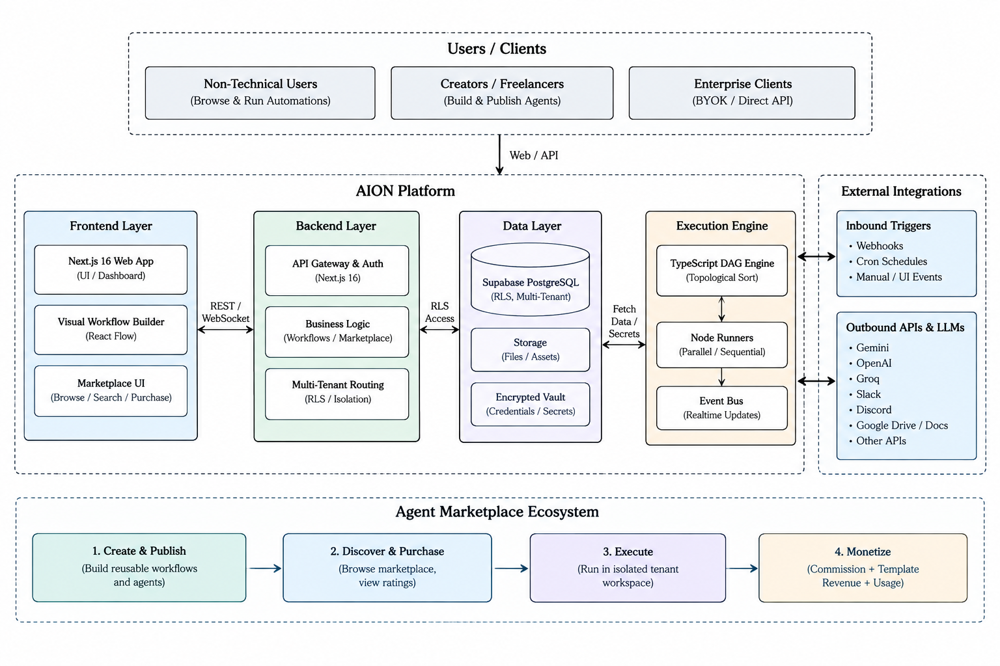 Users / Clients
Non-Technical Users
(Browse & Run Automations)
Creators / Freelancers
(Build & Publish Agents)
Enterprise Clients
(BYOK / Direct API)
Web / API
AION Platform
Frontend Layer
Next.js 16 Web App
(UI / Dashboard)
Visual Workflow Builder
(React Flow)
Marketplace UI
(Browse / Search / Purchase)
REST /
WebSocket
Backend Layer
API Gateway & Auth
(Next.js 16)
Business Logic
(Workflows / Marketplace)
Multi-Tenant Routing
(RLS / Isolation)
RLS
Access
Data Layer
Supabase PostgreSQL
(RLS, Multi-Tenant)
Storage
(Files / Assets)
Encrypted Vault
(Credentials / Secrets)
Fetch
Data /
Secrets
Execution Engine
TypeScript DAG Engine
(Topological Sort)
Node Runners
(Parallel / Sequential)
Event Bus
(Realtime Updates)
External Integrations
Inbound Triggers
• Webhooks
• Cron Schedules
• Manual / UI Events
Outbound APIs & LLMs
• Gemini
• OpenAI
• Groq
• Slack
• Discord
• Google Drive / Docs
• Other APIs
Agent Marketplace Ecosystem
1. Create & Publish
(Build reusable workflows
and agents)
2. Discover & Purchase
(Browse marketplace,
view ratings)
3. Execute
(Run in isolated tenant
workspace)
4. Monetize
(Commission + Template
Revenue + Usage)